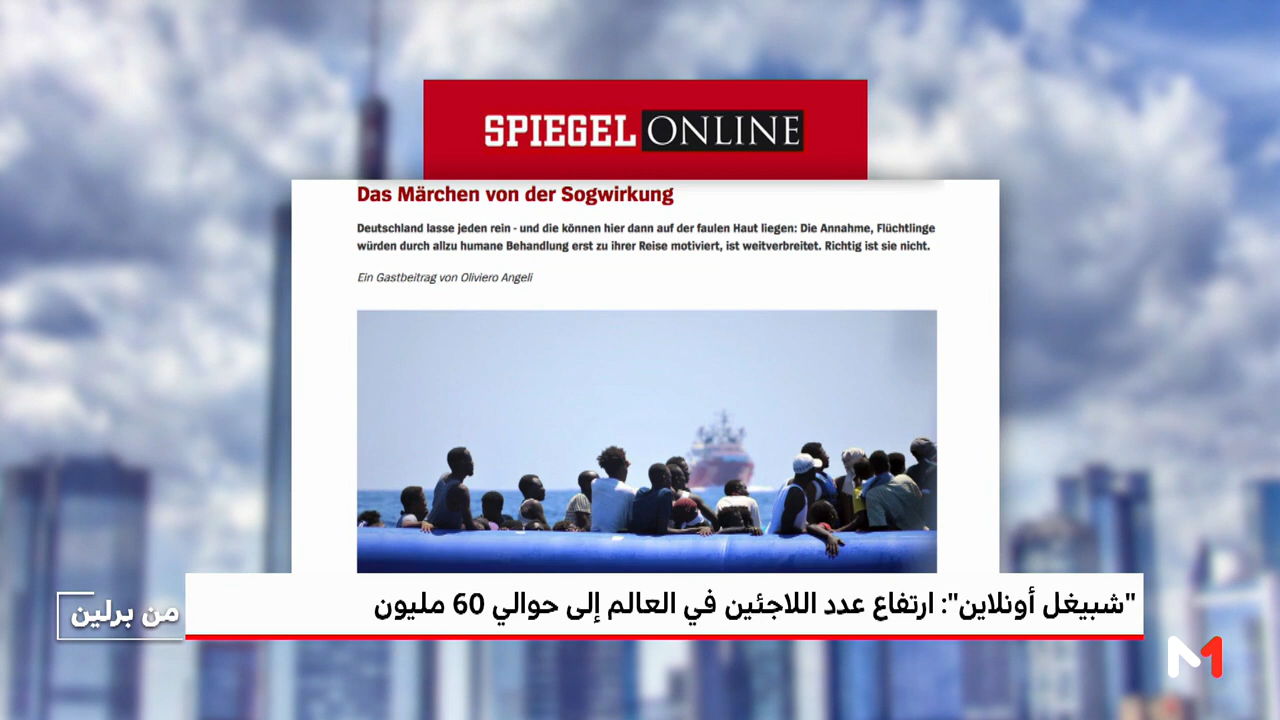 SPIEGEL ONLINE
Das Märchen von der Sogwirkung
Deutschland lasse jeden rein - und die können hier dann auf der faulen Haut liegen: Die Annahme, Flüchtlinge
würden durch allzu humane Behandlung erst zu ihrer Reise motiviert, ist weitverbreitet. Richtig ist sie nicht.
Ein Gastbeitrag von Oliviero Angeli
"شبيغل أونلاين": ارتفاع عدد اللاجئين في العالم إلى حوالي 60 مليون
من برلين
M1